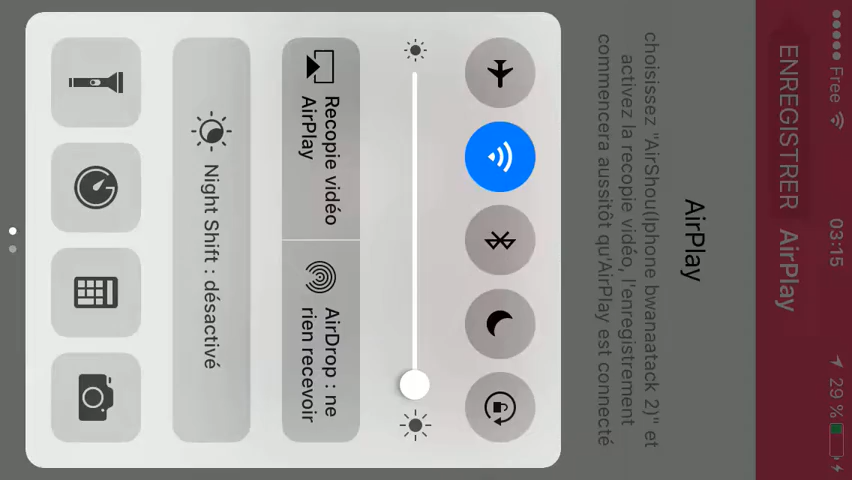 Free 03:15 29 %
ENREGISTRER AirPlay
AirPlay
choisissez "AirShou(Iphone bwanaatack 2)" et
activez la recopie vidéo, l'enregistrement
commencera aussitôt qu'AirPlay est connecté
Recopie vidéo
AirPlay
AirDrop : ne
rien recevoir
Night Shift : désactivé